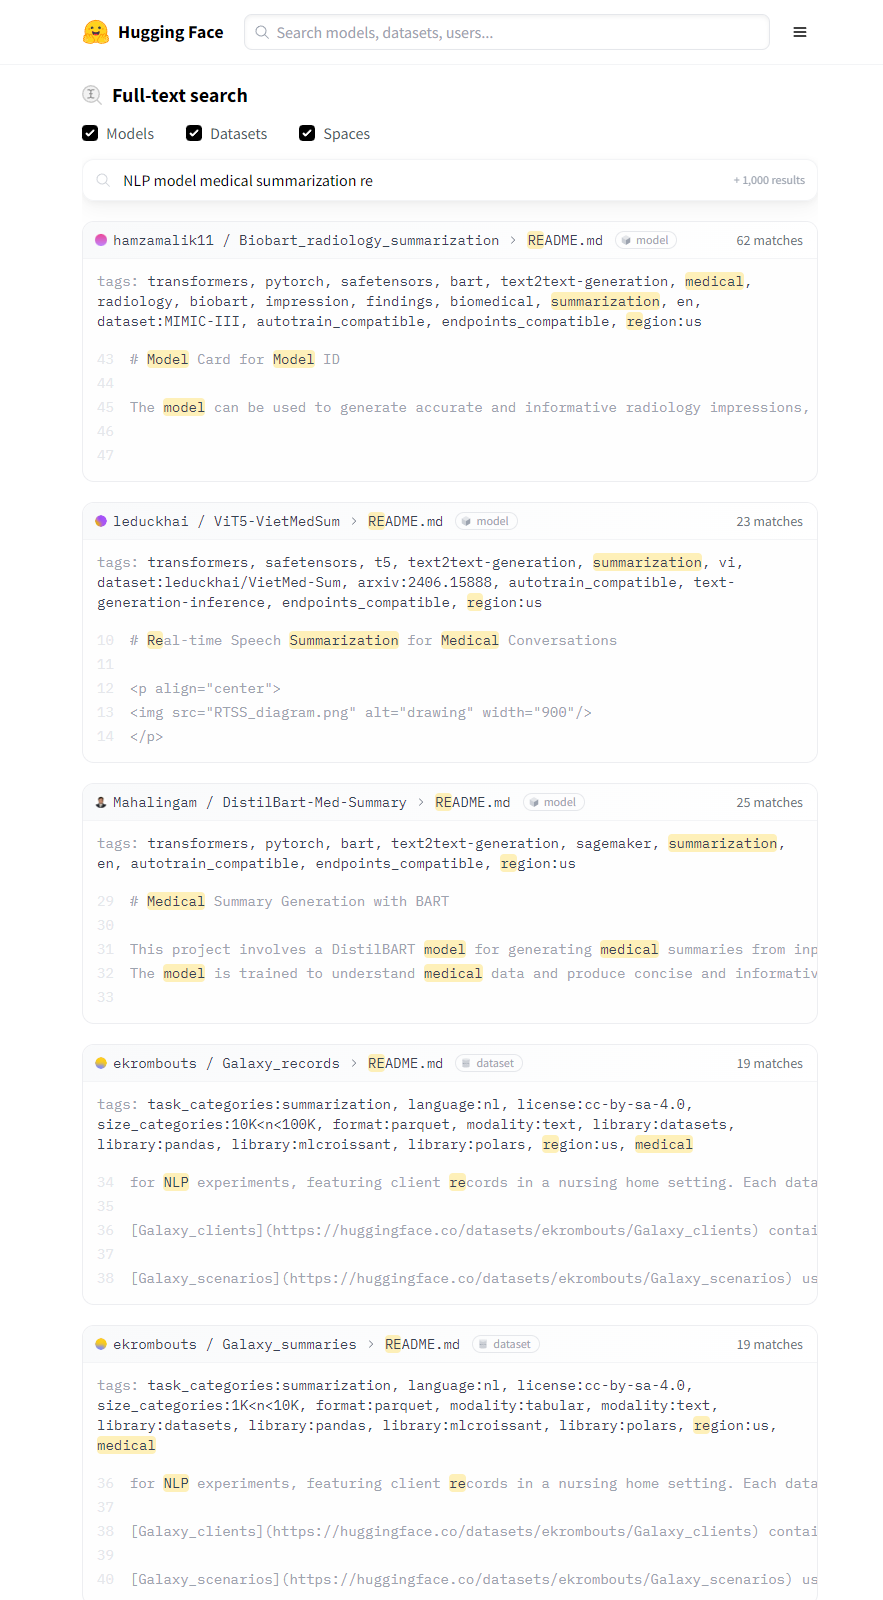 Hugging Face
Search models, datasets, users...
Full-text search
Models Datasets Spaces
NLP model medical summarization re
+ 1,000 results
hamzamalik11 / Biobart_radiology_summarization > README.md model 62 matches
tags: transformers, pytorch, safetensors, bart, text2text-generation, medical,
radiology, biobart, impression, findings, biomedical, summarization, en,
dataset:MIMIC-III, autotrain_compatible, endpoints_compatible, region:us
43 # Model Card for Model ID
44
45 The model can be used to generate accurate and informative radiology impressions,
46
47
leduckhai / ViT5-VietMedSum > README.md model 23 matches
tags: transformers, safetensors, t5, text2text-generation, summarization, vi,
dataset:leduckhai/VietMed-Sum, arxiv:2406.15888, autotrain_compatible, text-
generation-inference, endpoints_compatible, region:us
10 # Real-time Speech Summarization for Medical Conversations
11
12 <p align="center">
13 <img src="RTSS_diagram.png" alt="drawing" width="900"/>
14 </p>
Mahalingam / DistilBart-Med-Summary > README.md model 25 matches
tags: transformers, pytorch, bart, text2text-generation, sagemaker, summarization,
en, autotrain_compatible, endpoints_compatible, region:us
29 # Medical Summary Generation with BART
30
31 This project involves a DistilBART model for generating medical summaries from inp
32 The model is trained to understand medical data and produce concise and informativ
33
ekrombouts / Galaxy_records > README.md dataset 19 matches
tags: task_categories:summarization, language:nl, license:cc-by-sa-4.0,
size_categories:10K<n<100K, format:parquet, modality:text, library:datasets,
library:pandas, library:mlcroissant, library:polars, region:us, medical
34 for NLP experiments, featuring client records in a nursing home setting. Each data
35
36 [Galaxy_clients](https://huggingface.co/datasets/ekrombouts/Galaxy_clients) contai
37
38 [Galaxy_scenarios](https://huggingface.co/datasets/ekrombouts/Galaxy_scenarios) us
ekrombouts / Galaxy_summaries > README.md dataset 19 matches
tags: task_categories:summarization, language:nl, license:cc-by-sa-4.0,
size_categories:1K<n<10K, format:parquet, modality:tabular, modality:text,
library:datasets, library:pandas, library:mlcroissant, library:polars, region:us,
medical
36 for NLP experiments, featuring client records in a nursing home setting. Each data
37
38 [Galaxy_clients](https://huggingface.co/datasets/ekrombouts/Galaxy_clients) contai
39
40 [Galaxy_scenarios](https://huggingface.co/datasets/ekrombouts/Galaxy_scenarios) us